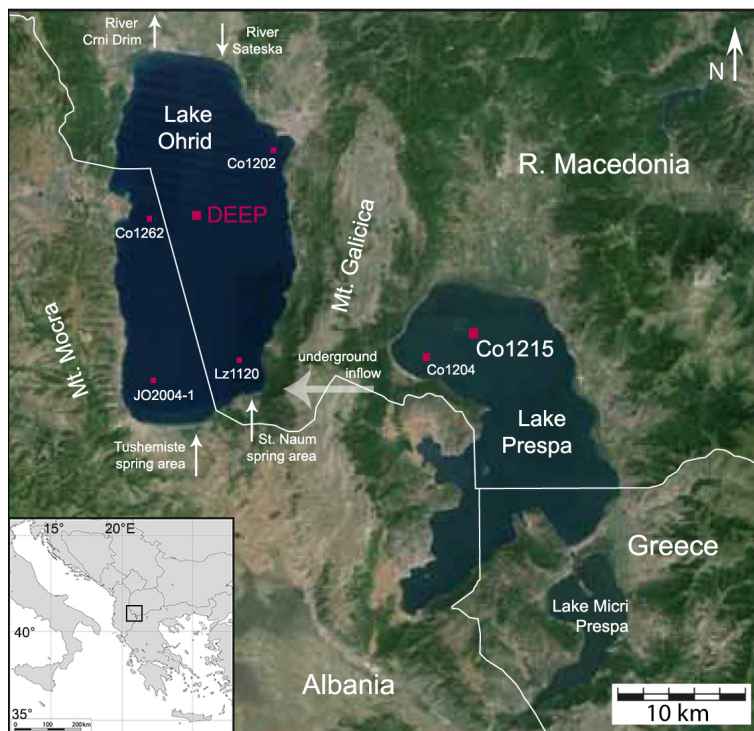 River
Crni Drim
River
Sateska
N
Lake
Ohrid
Co1202
R. Macedonia
DEEP
Co1262
Mt. Galicica
Mt. Mocra
Co1215
underground
inflow
Co1204
Lz1120
JO2004-1
Lake
Prespa
Tushemiste
spring area
St. Naum
spring area
15°
20°E
Greece
Lake Micri
Prespa
40°
Albania
35°
0 100 200km
10 km